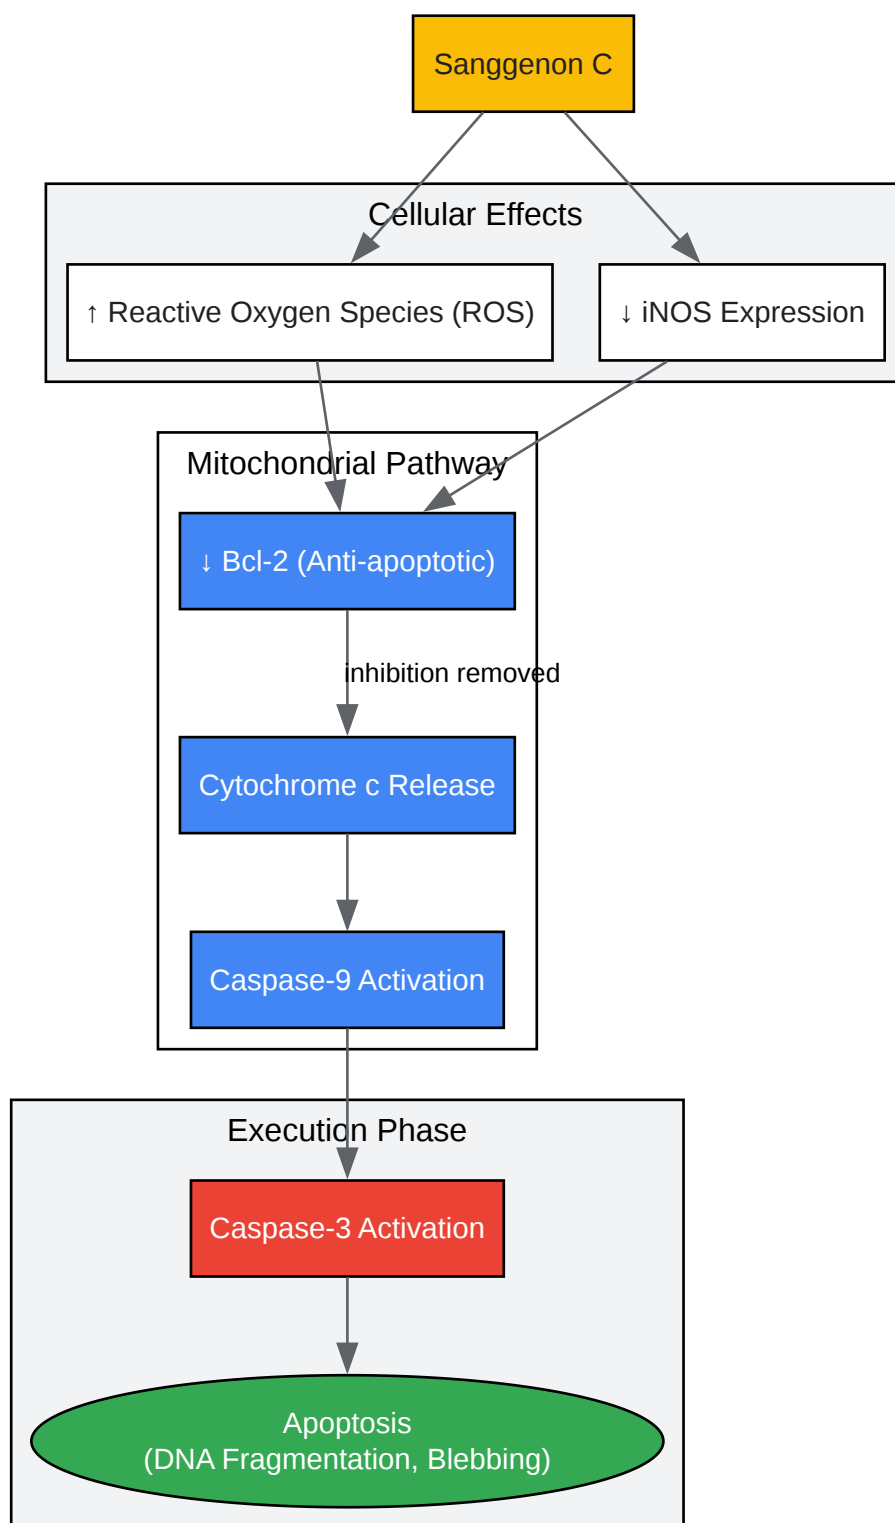 Sanggenon C
Cellular Effects
↑ Reactive Oxygen Species (ROS)
↓ iNOS Expression
Mitochondrial Pathway
↓ Bcl-2 (Anti-apoptotic)
inhibition removed
Cytochrome c Release
Caspase-9 Activation
Execution Phase
Caspase-3 Activation
Apoptosis
(DNA Fragmentation, Blebbing)